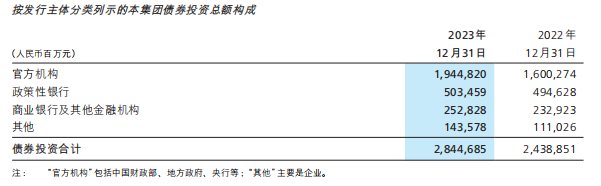 按发行主体分类列示的本集团债券投资总额构成
2023年 2022年
(人民币百万元) 12月31日 12月31日
官方机构 1,944,820 1,600,274
政策性银行 503,459 494,628
商业银行及其他金融机构 252,828 232,923
其他 143,578 111,026
债券投资合计 2,844,685 2,438,851
注： “官方机构”包括中国财政部、地方政府、央行等；“其他”主要是企业。